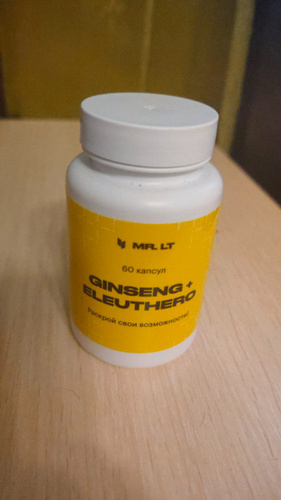 MR. LT
60 капсул
GINSENG +
ELEUTHERO
Раскрой свои возможности!